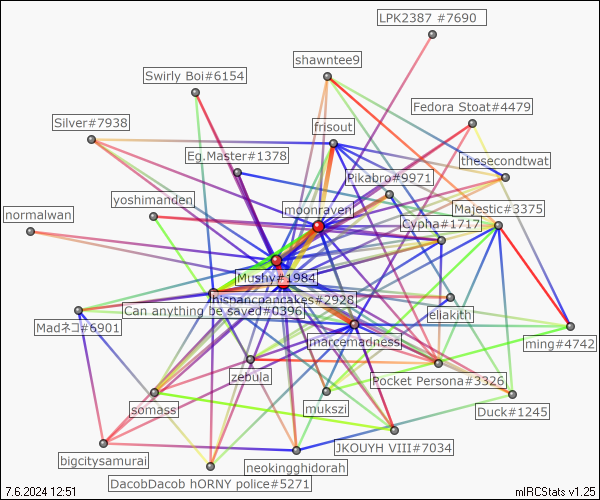 LPK2387 #7690
shawntee9
Swirly Boi#6154
Fedora Stoat#4479
Silver#7938
frisout
Eg.Master#1378
thesecondtwat
Pikabro#9971
yoshimanden
moonraven
Majestic#3375
normalwan
Cypha#1717
Mushy#1984
hispancuancakes#2928
Can anything be saved#0396
eliakith
Madネコ#6901
marcemadness
ming#4742
zebula
Pocket Persona#3326
somass
mukszi
Duck#1245
JKOUYH VIII#7034
bigcitysamurai
neokingghidorah
DacobDacob hORNY police#5271
7.6.2024 12:51
mIRCStats v1.25